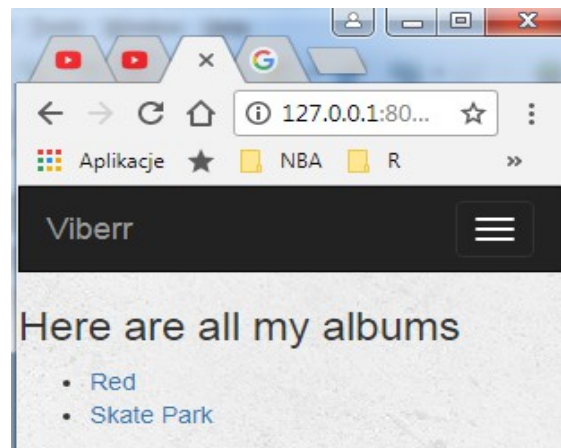 127.0.0.1:80...
Aplikacje NBA R »
Viberr
Here are all my albums
• Red
• Skate Park